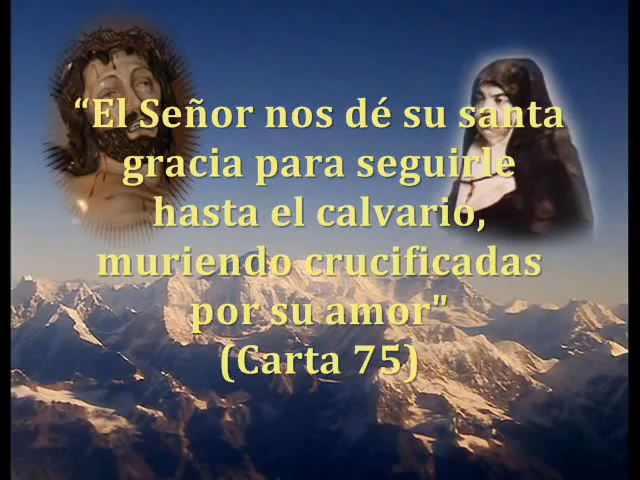 “El Señor nos dé su santa
gracia para seguirle
hasta el calvario,
muriendo crucificadas
por su amor"
(Carta 75)